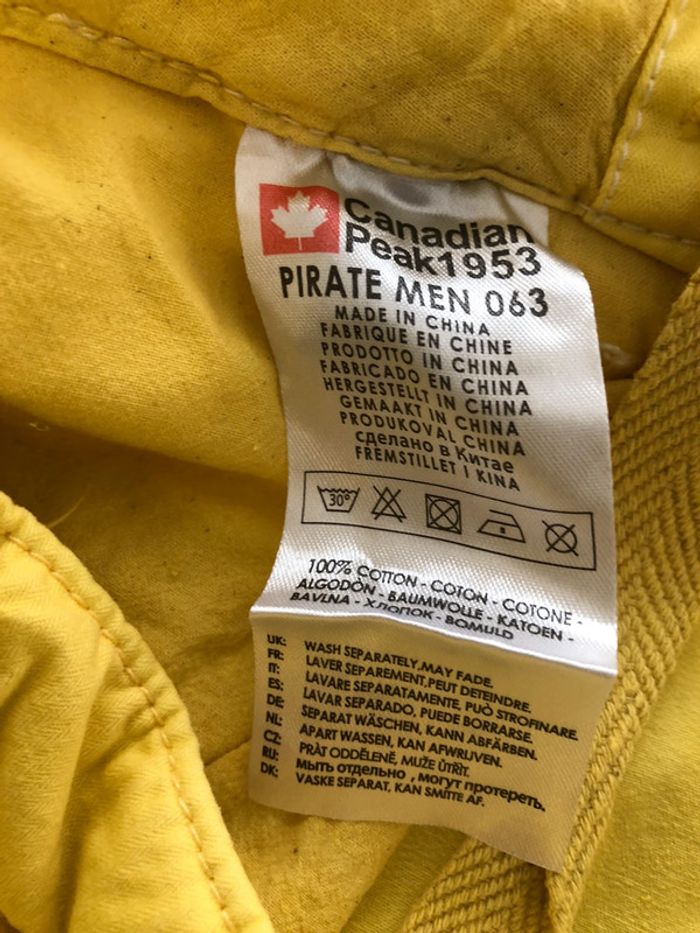 Canadian
Peak1953
PIRATE MEN 063
MADE IN CHINA
FABRIQUE EN CHINE
PRODOTTO IN CHINA
FABRICADO EN CHINA
HERGESTELLT IN CHINA
GEMAAKT IN CHINA
PRODUKOVAL CHINA
сделано в Китае
FREMSTILLET I KINA
30°
100% COTTON - COTON - COTONE -
ALGODÒN - BAUMWOLLE - KATOEN -
BAVLNA - ХЛОПОК - BOMULD
UK: WASH SEPARATELY,MAY FADE.
FR: LAVER SEPAREMENT,PEUT DETEINDRE.
IT: LAVARE SEPARATAMENTE, PUÒ STROFINARE.
ES: LAVAR SEPARADO, PUEDE BORRARSE.
DE: SEPARAT WÄSCHEN, KANN ABFÄRBEN.
NL: APART WASSEN, KAN AFWRIJVEN.
CZ: PRÁT ODDĚLENĚ, MUŽE ŬTŘIT.
RU: мыть отдельно , могут протереть.
DK: VASKE SEPARAT, KAN SMITTE AF.